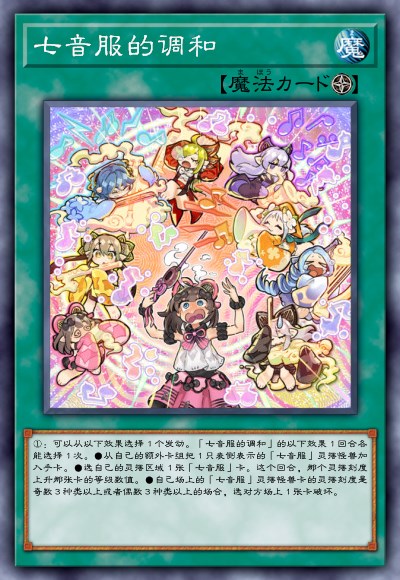 七音服的调和
魔
【魔法カード】
まほう
①：可以从以下效果选择1个发动。「七音服的调和」的以下效果1回合各
能选择1次。●从自己的额外卡组把1只表侧表示的「七音服」灵摆怪兽加
入手卡。●选自己的灵摆区域1张「七音服」卡。这个回合，那个灵摆刻度
上升那张卡的等级数值。●自己场上的「七音服」灵摆怪兽卡的灵摆刻度是
奇数3种类以上或者偶数3种类以上的场合，选对方场上1张卡破坏。